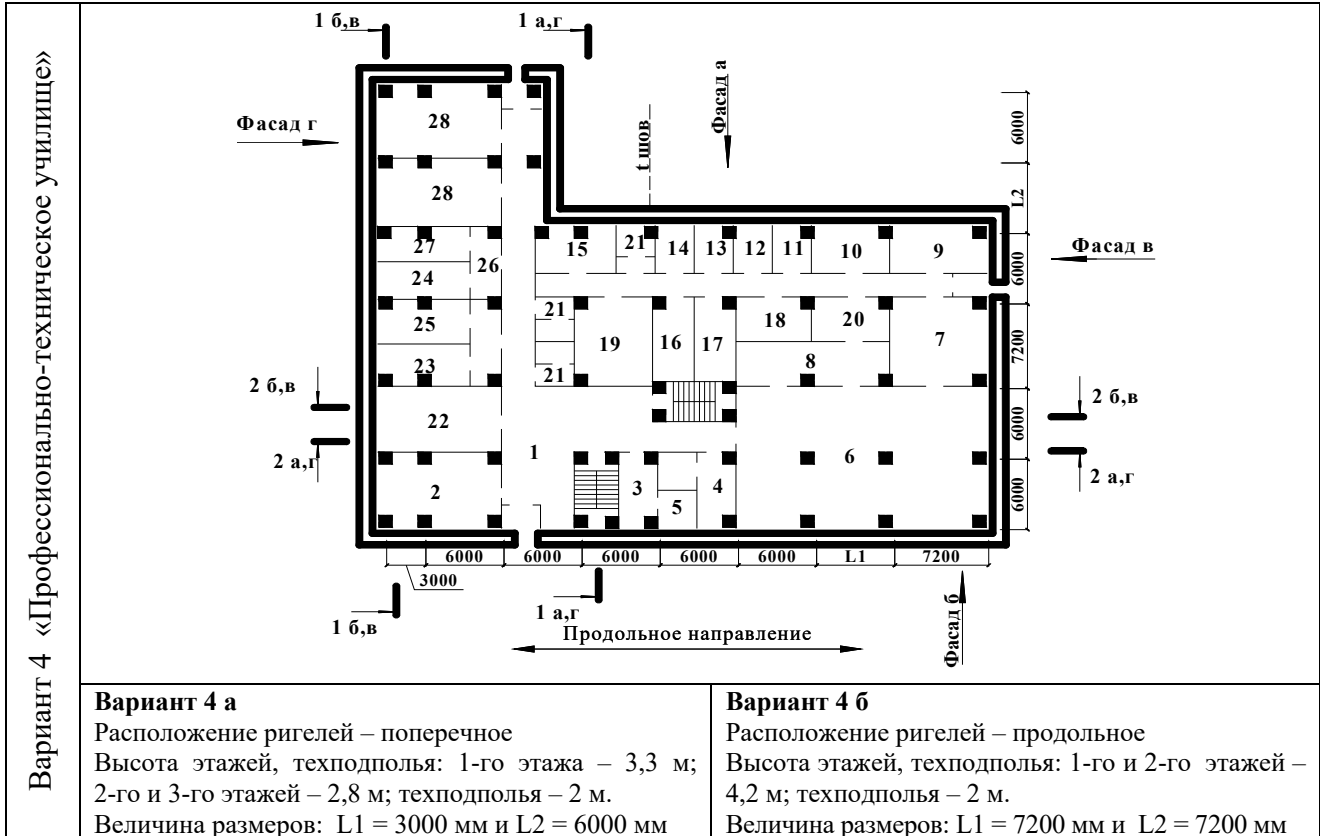 Вариант 4 «Профессионально-техническое училище»
1 б,в
1 а,г
Фасад а
Фасад г
t шов
28
6000
28
L2
27
26
15
21
14
13
12
11
10
9
Фасад в
24
6000
25
21
19
16
17
18
20
7
8
7200
23
21
2 б,в
2 б,в
22
6000
1
6
2 а,г
2 а,г
2
3
4
5
6000
6000
6000
6000
6000
6000
L1
7200
3000
1 б,в
1 а,г
Фасад б
Продольное направление
Вариант 4 а
Расположение ригелей – поперечное
Высота этажей, техподполья: 1-го этажа – 3,3 м;
2-го и 3-го этажей – 2,8 м; техподполья – 2 м.
Величина размеров: L1 = 3000 мм и L2 = 6000 мм
Вариант 4 б
Расположение ригелей – продольное
Высота этажей, техподполья: 1-го и 2-го этажей –
4,2 м; техподполья – 2 м.
Величина размеров: L1 = 7200 мм и L2 = 7200 мм